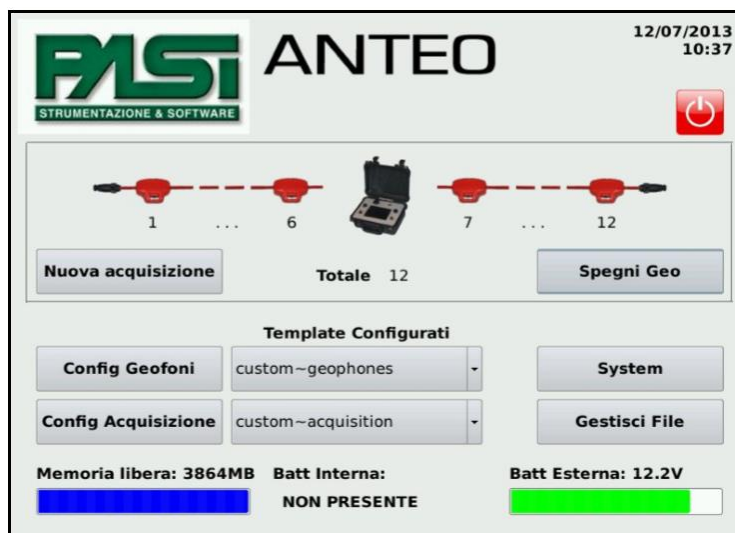 PASI
STRUMENTAZIONE & SOFTWARE
ANTEO
12/07/2013
10:37
1 ... 6 7 ... 12
Nuova acquisizione
Totale 12
Spegni Geo
Template Configurati
Config Geofoni
custom~geophones
System
Config Acquisizione
custom~acquisition
Gestisci File
Memoria libera: 3864MB
Batt Interna:
Batt Esterna: 12.2V
NON PRESENTE